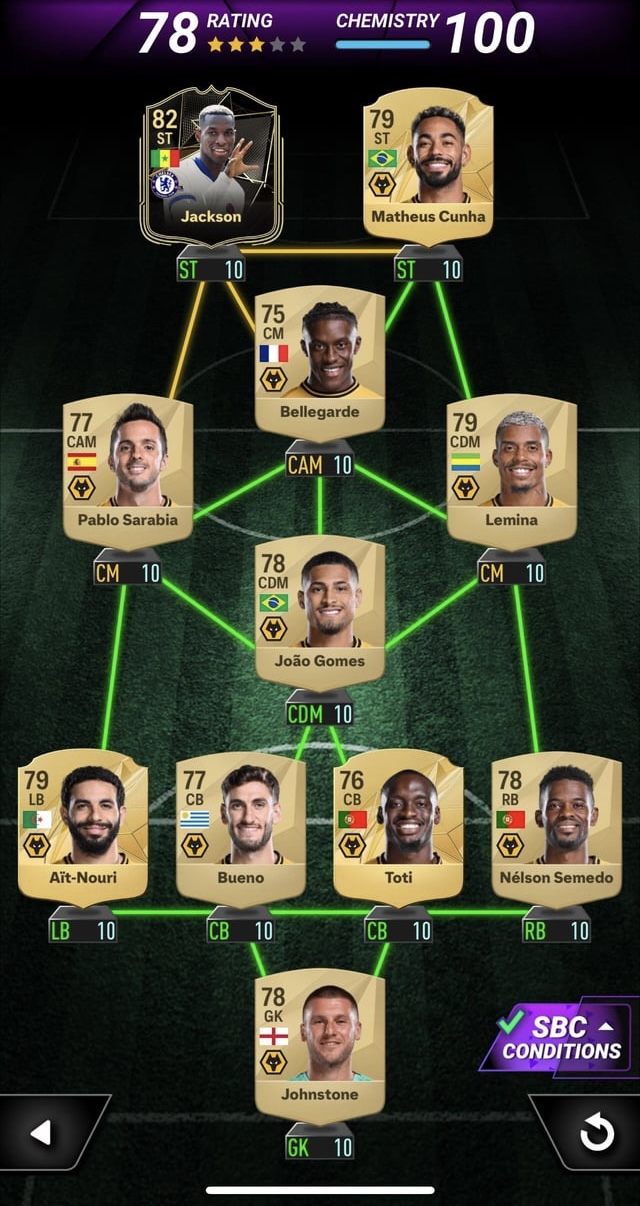 78 RATING CHEMISTRY 100
82
ST
Jackson
ST 10
79
ST
Matheus Cunha
ST 10
75
CM
Bellegarde
CAM 10
77
CAM
Pablo Sarabia
CM 10
79
CDM
Lemina
CM 10
78
CDM
João Gomes
CDM 10
79
LB
Aït-Nouri
LB 10
77
CB
Bueno
CB 10
76
CB
Toti
CB 10
78
RB
Nélson Semedo
RB 10
78
GK
Johnstone
GK 10
SBC
CONDITIONS